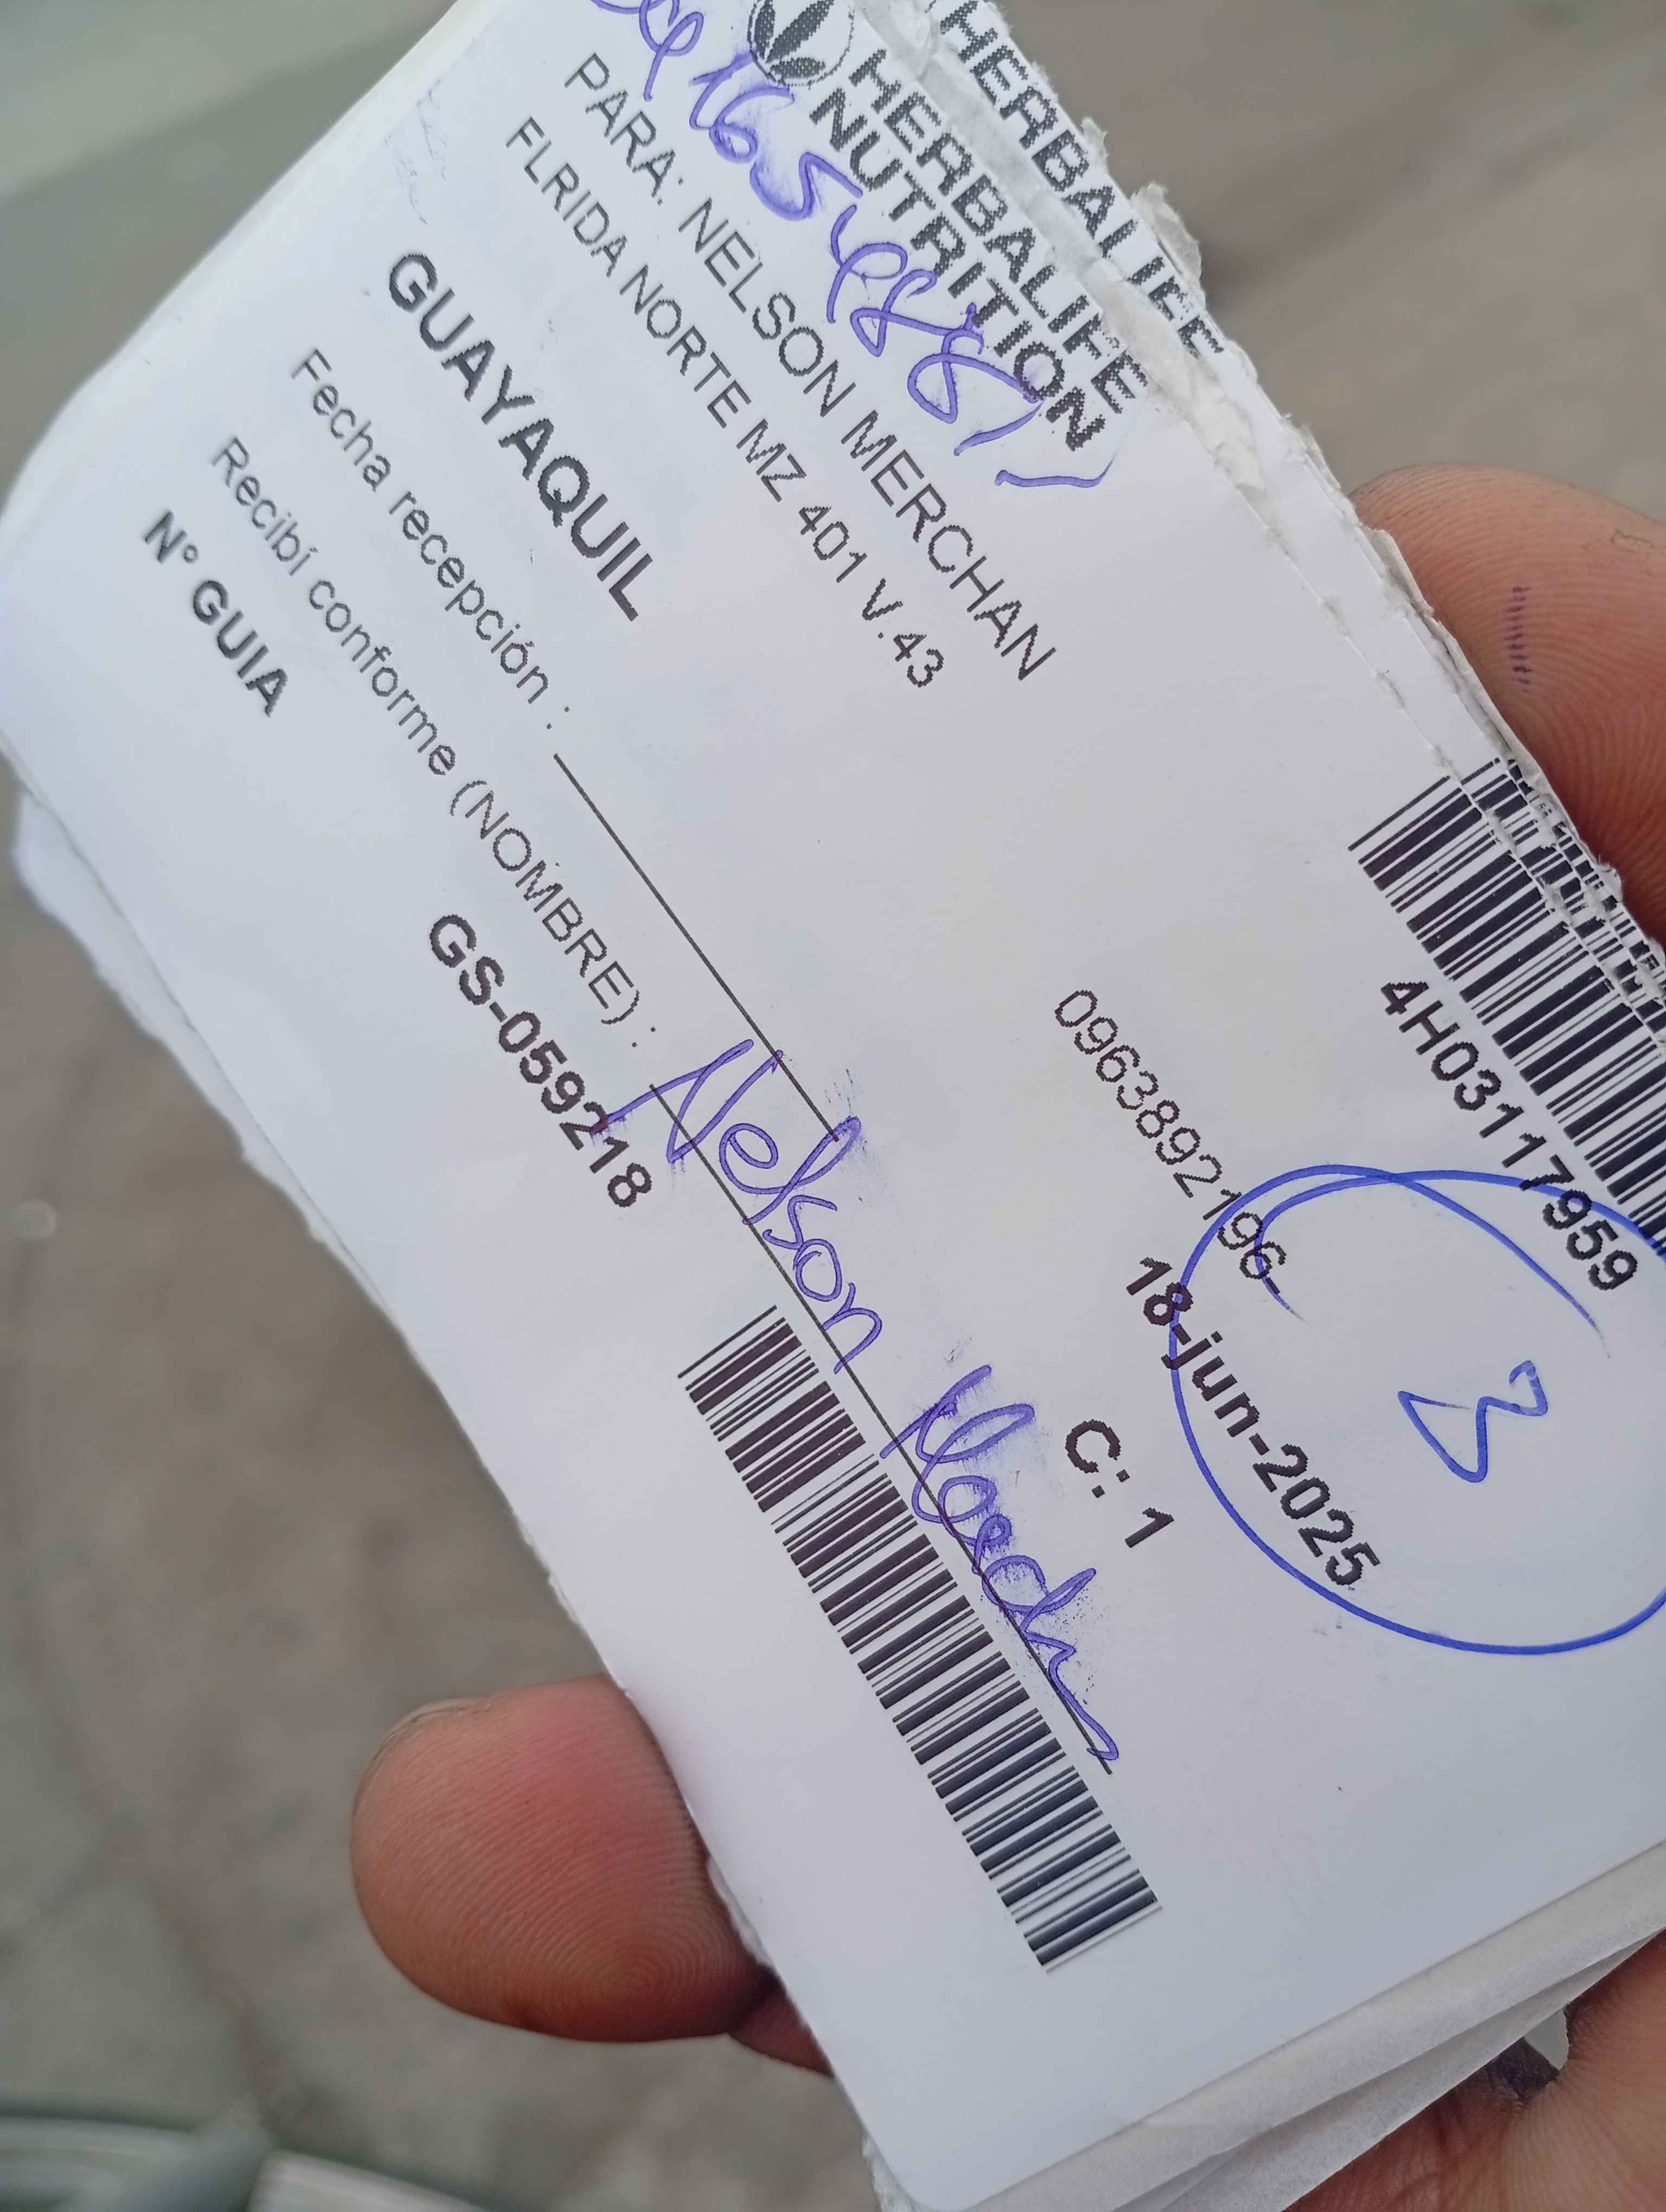 HERBALIFE
HERBALIFE
NUTRITION
4H03117959
PARA: NELSON MERCHAN
0963892196-
18-jun-2025
8
FLRIDA NORTE MZ 401 V.43
GUAYAQUIL
C: 1
Fecha recepción :
Recibí conforme (NOMBRE) : Nelson
N° GUIA
GS-059218